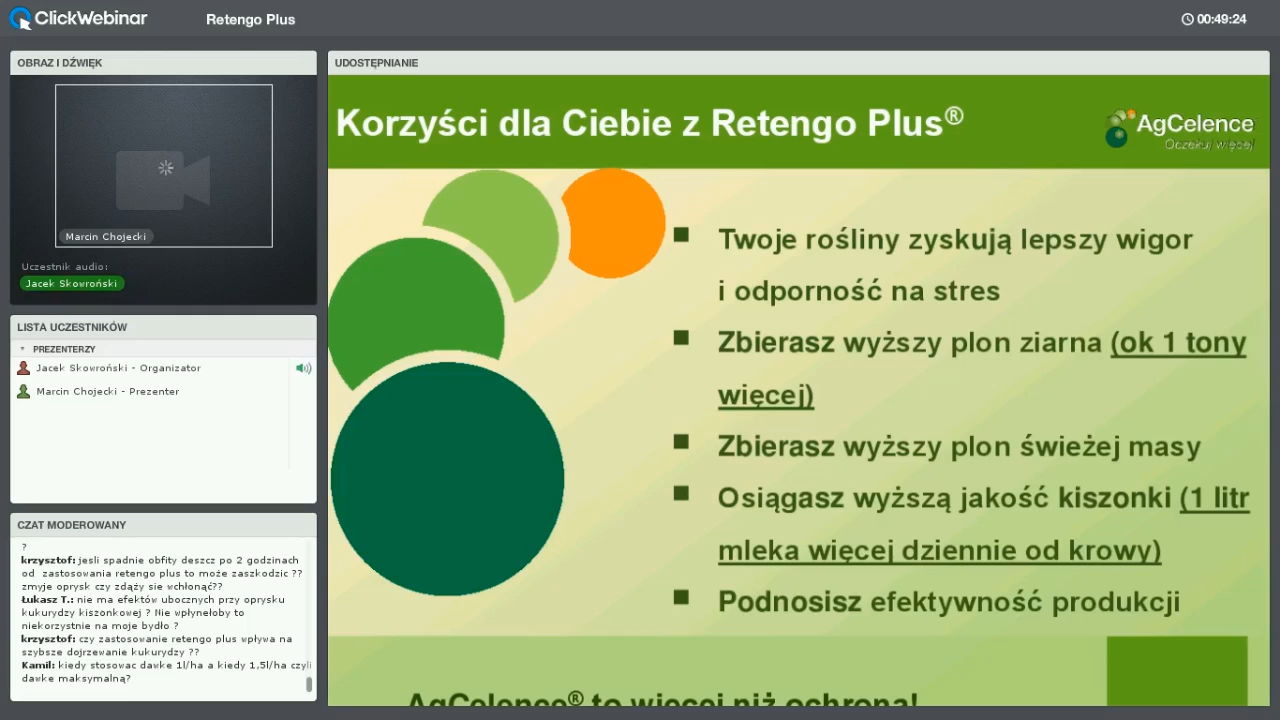 ClickWebinar
Retengo Plus
00:49:24
OBRAZ I DŹWIĘK
Marcin Chojecki
Uczestnik audio:
Jacek Skowroński
LISTA UCZESTNIKÓW
PREZENTERZY
Jacek Skowroński - Organizator
Marcin Chojecki - Prezenter
CZAT MODEROWANY
?
krzysztof: jesli spadnie obfity deszcz po 2 godzinach
od zastosowania retengo plus to może zaszkodzic ??
zmyje oprysk czy zdąży sie wchłonąć??
Łukasz T.: nie ma efektów ubocznych przy oprysku
kukurydzy kiszonkowej ? Nie wpłynełoby to
niekorzystnie na moje bydło ?
krzysztof: czy zastosowanie retengo plus wpływa na
szybsze dojrzewanie kukurydzy ??
Kamil: kiedy stosowac dawke 1l/ha a kiedy 1,5l/ha czyli
dawke maksymalną?
UDOSTĘPNIANIE
Korzyści dla Ciebie z Retengo Plus®
AgCelence
Oczekuj więcej
Twoje rośliny zyskują lepszy wigor
i odporność na stres
Zbierasz wyższy plon ziarna (ok 1 tony
więcej)
Zbierasz wyższy plon świeżej masy
Osiągasz wyższą jakość kiszonki (1 litr
mleka więcej dziennie od krowy)
Podnosisz efektywność produkcji
AgCelence® to więcej niż ochrona!